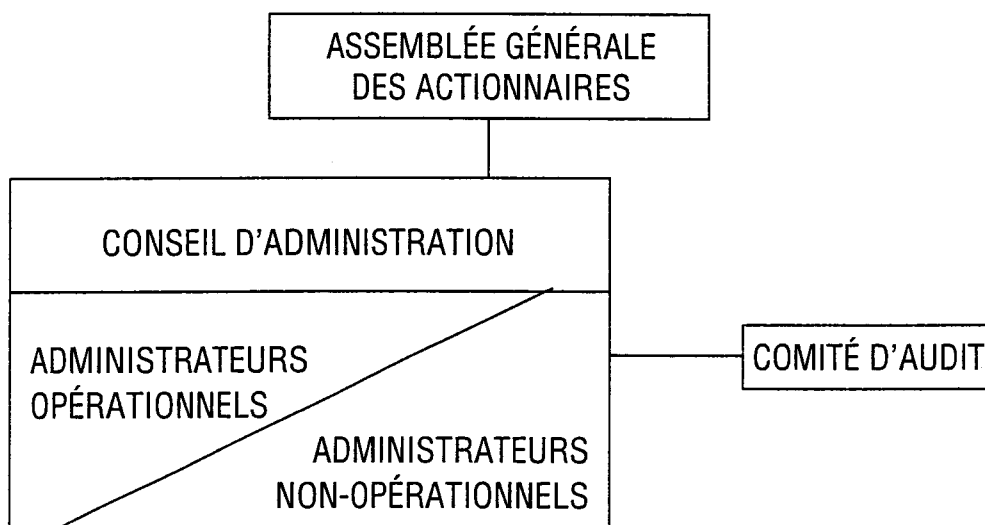 ASSEMBLÉE GÉNÉRALE
DES ACTIONNAIRES
CONSEIL D'ADMINISTRATION
ADMINISTRATEURS
OPÉRATIONNELS
COMITÉ D'AUDIT
ADMINISTRATEURS
NON-OPÉRATIONNELS